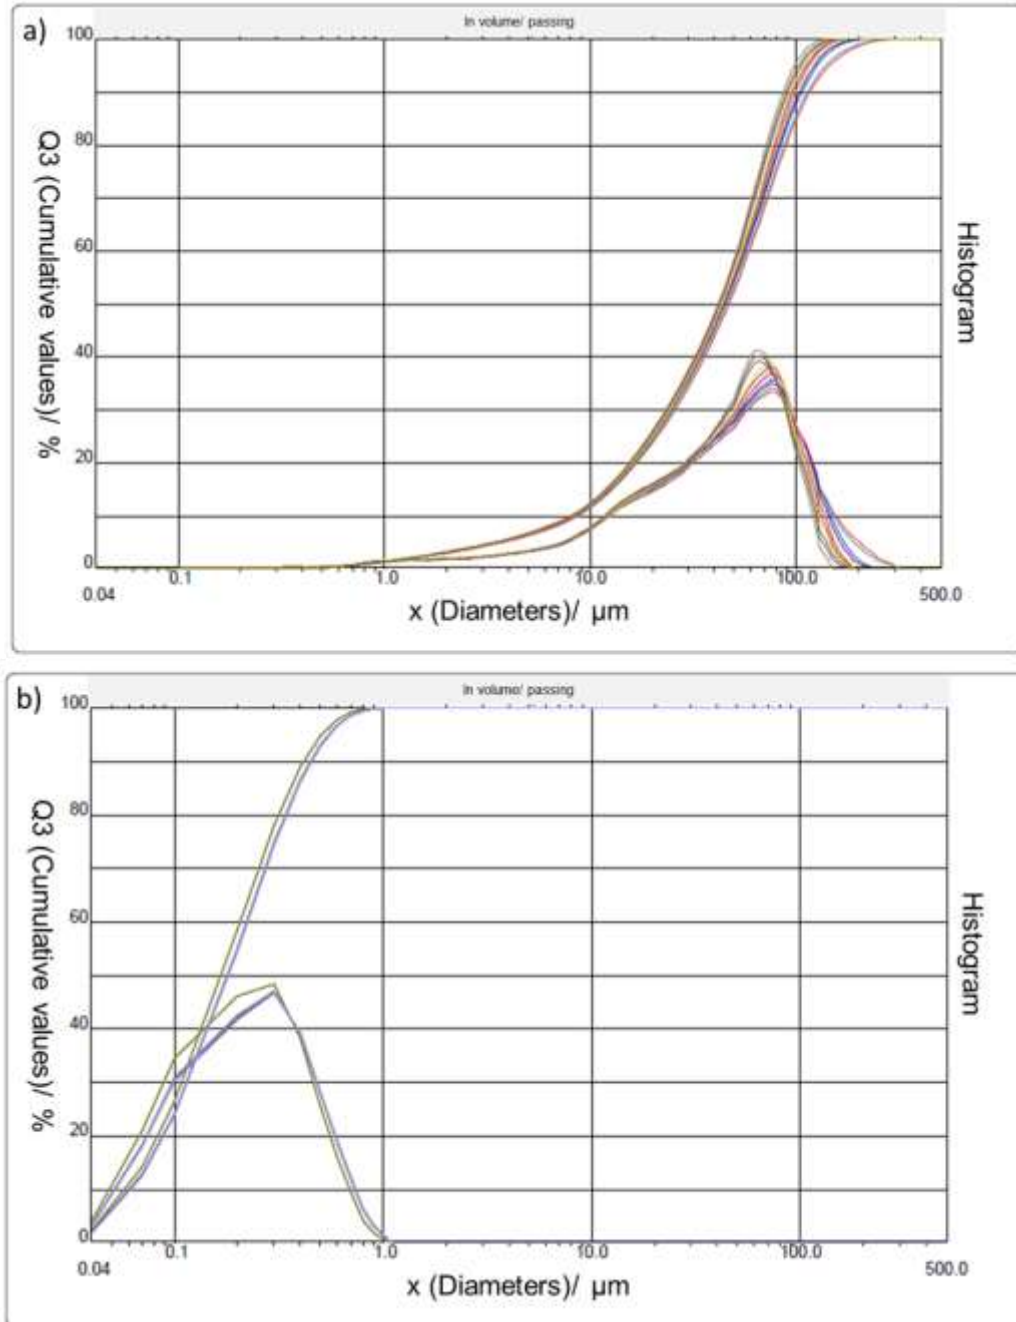 a)
In volume/ passing
100
80
60
40
20
0
Q3 (Cumulative values)/ %
Histogram
0.1 1.0 10.0 100.0
0.04 500.0
x (Diameters)/ µm
b)
In volume/ passing
100
80
60
40
20
0
Q3 (Cumulative values)/ %
Histogram
0.1 1.0 10.0 100.0
0.04 500.0
x (Diameters)/ µm